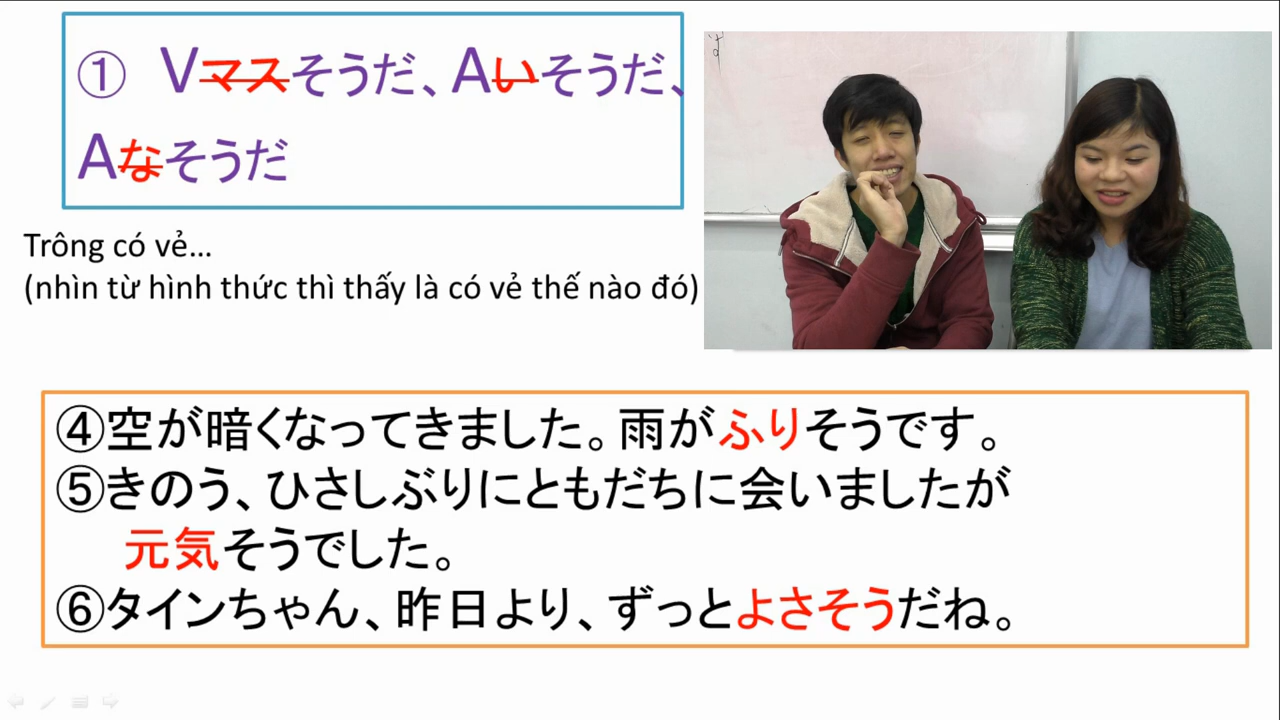 ① Vマスそうだ、Aいそうだ、
Aなそうだ
Trông có vẻ...
(nhìn từ hình thức thì thấy là có vẻ thế nào đó)
④空が暗くなってきました。雨がふりそうです。
⑤きのう、ひさしぶりにともだちに会いましたが
元気そうでした。
⑥タインちゃん、昨日より、ずっとよさそうだね。